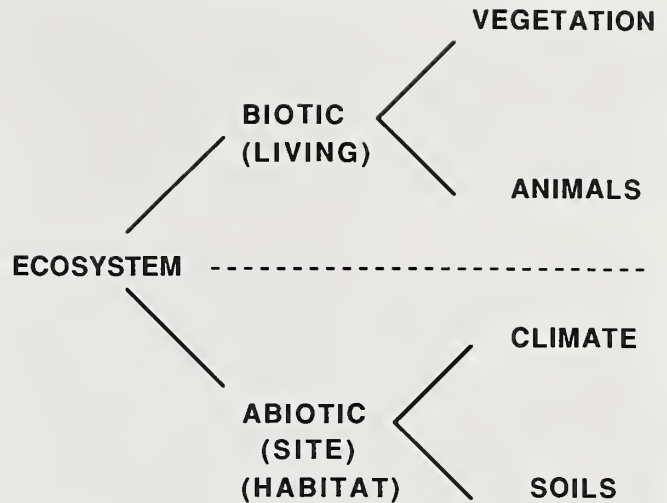 VEGETATION
BIOTIC
(LIVING)
ANIMALS
ECOSYSTEM
CLIMATE
ABIOTIC
(SITE)
(HABITAT)
SOILS